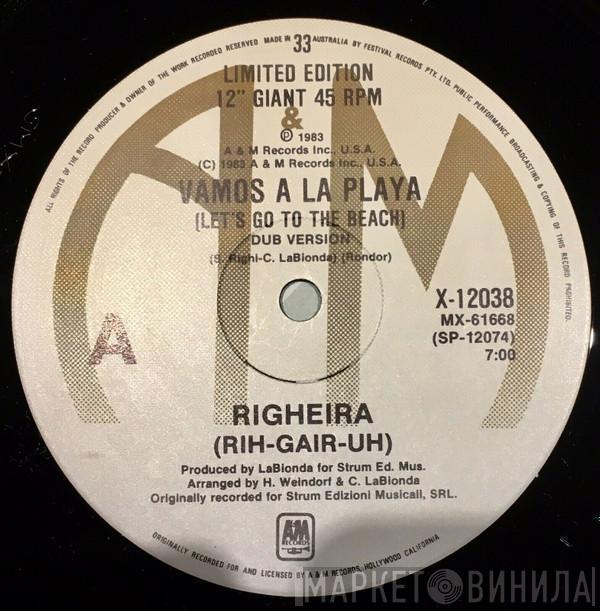 ALL RIGHTS OF THE RECORD PRODUCER & OWNER OF THE WORK RECORDED RESERVED MADE IN 33 AUSTRALIA BY FESTIVAL RECORDS PTY. LTD. PUBLIC PERFORMANCE, BROADCASTING & COPYING OF THIS RECORD PROHIBITED.
LIMITED EDITION
12" GIANT 45 RPM
&
℗ 1983
A & M Records Inc., U.S.A.
(C) 1983 A & M Records Inc., U.S.A.
VAMOS A LA PLAYA
(LET'S GO TO THE BEACH)
DUB VERSION
(S. Righi-C. LaBionda) (Rondor)
X-12038
MX-61668
(SP-12074)
7:00
A
RIGHEIRA
(RIH-GAIR-UH)
Produced by LaBionda for Strum Ed. Mus.
Arranged by H. Weindorf & C. LaBionda
Originally recorded for Strum Edizioni Musicali, SRL.
A&M
RECORDS
ORIGINALLY RECORDED FOR AND LICENSED BY A & M RECORDS, HOLLYWOOD CALIFORNIA
МАРКЕТ ВИНИЛА